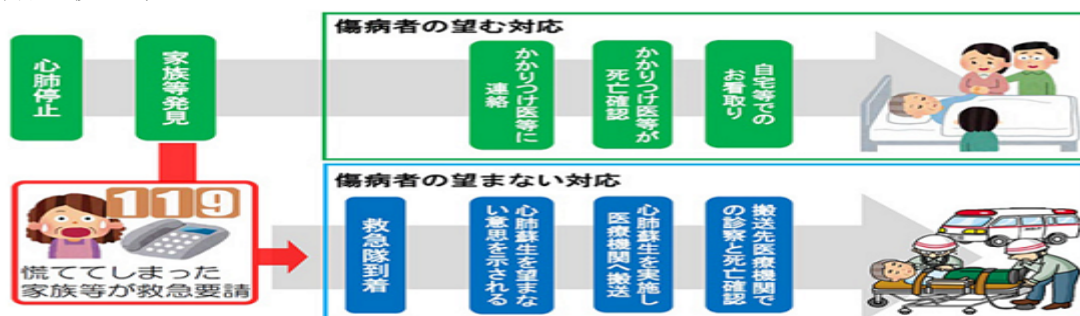 傷病者の望む対応
心肺停止
家族等発見
かかりつけ医等に
連絡
かかりつけ医等が
死亡確認
自宅等での
お看取り
119
慌ててしまった
家族等が救急要請
傷病者の望まない対応
救急隊到着
心肺蘇生を望まな
い意思を示される
心肺蘇生を実施し
医療機関へ搬送
搬送先医療機関で
の診察と死亡確認